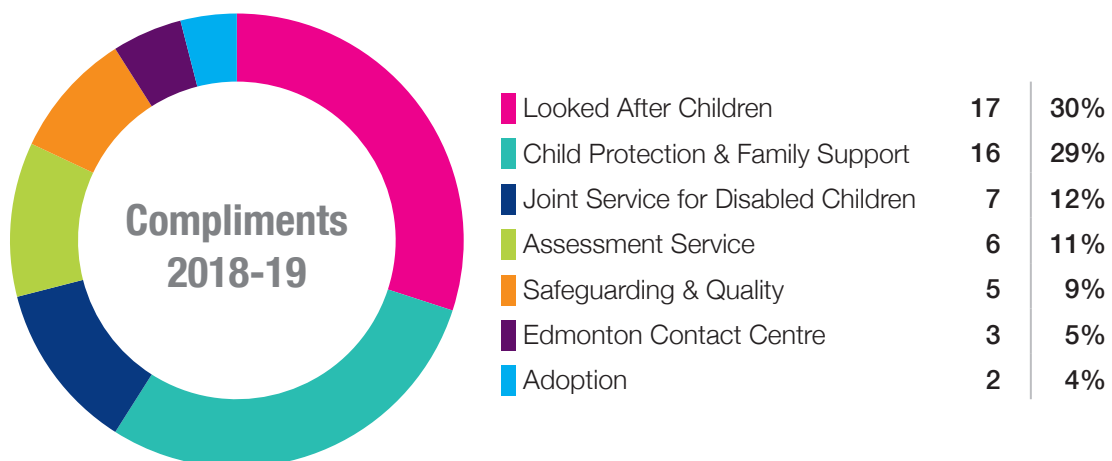 Compliments
2018-19
Looked After Children 17 30%
Child Protection & Family Support 16 29%
Joint Service for Disabled Children 7 12%
Assessment Service 6 11%
Safeguarding & Quality 5 9%
Edmonton Contact Centre 3 5%
Adoption 2 4%